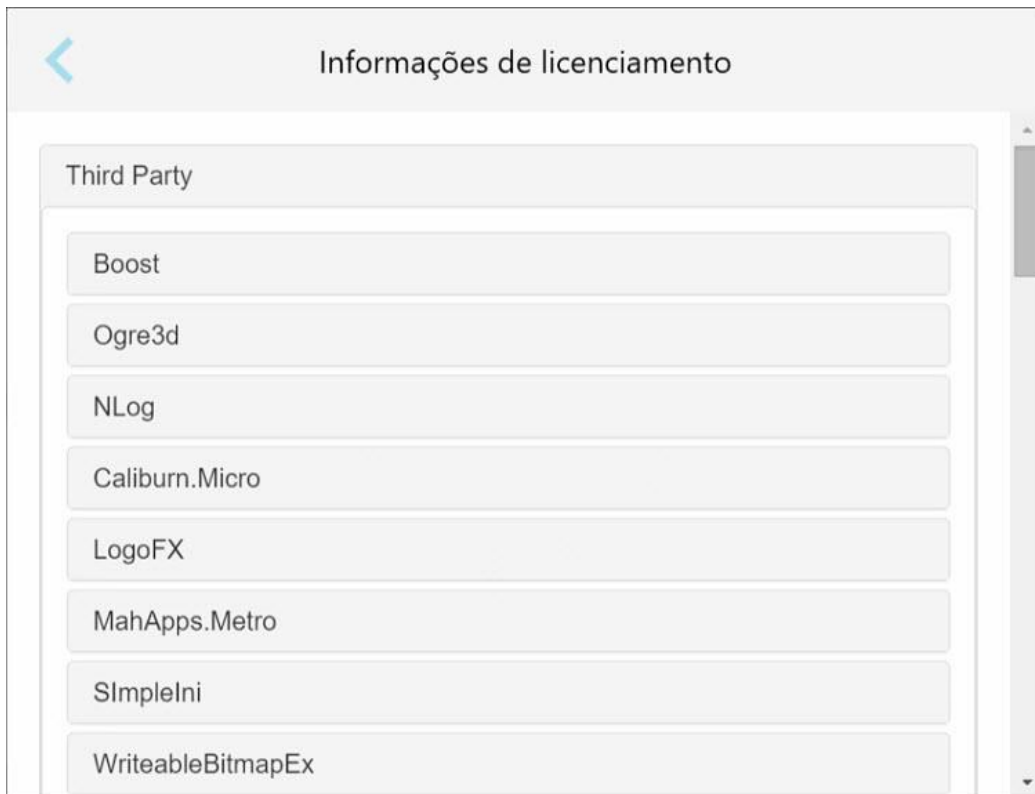 Informações de licenciamento
Third Party
Boost
Ogre3d
NLog
Caliburn.Micro
LogoFX
MahApps.Metro
SImpleIni
WriteableBitmapEx